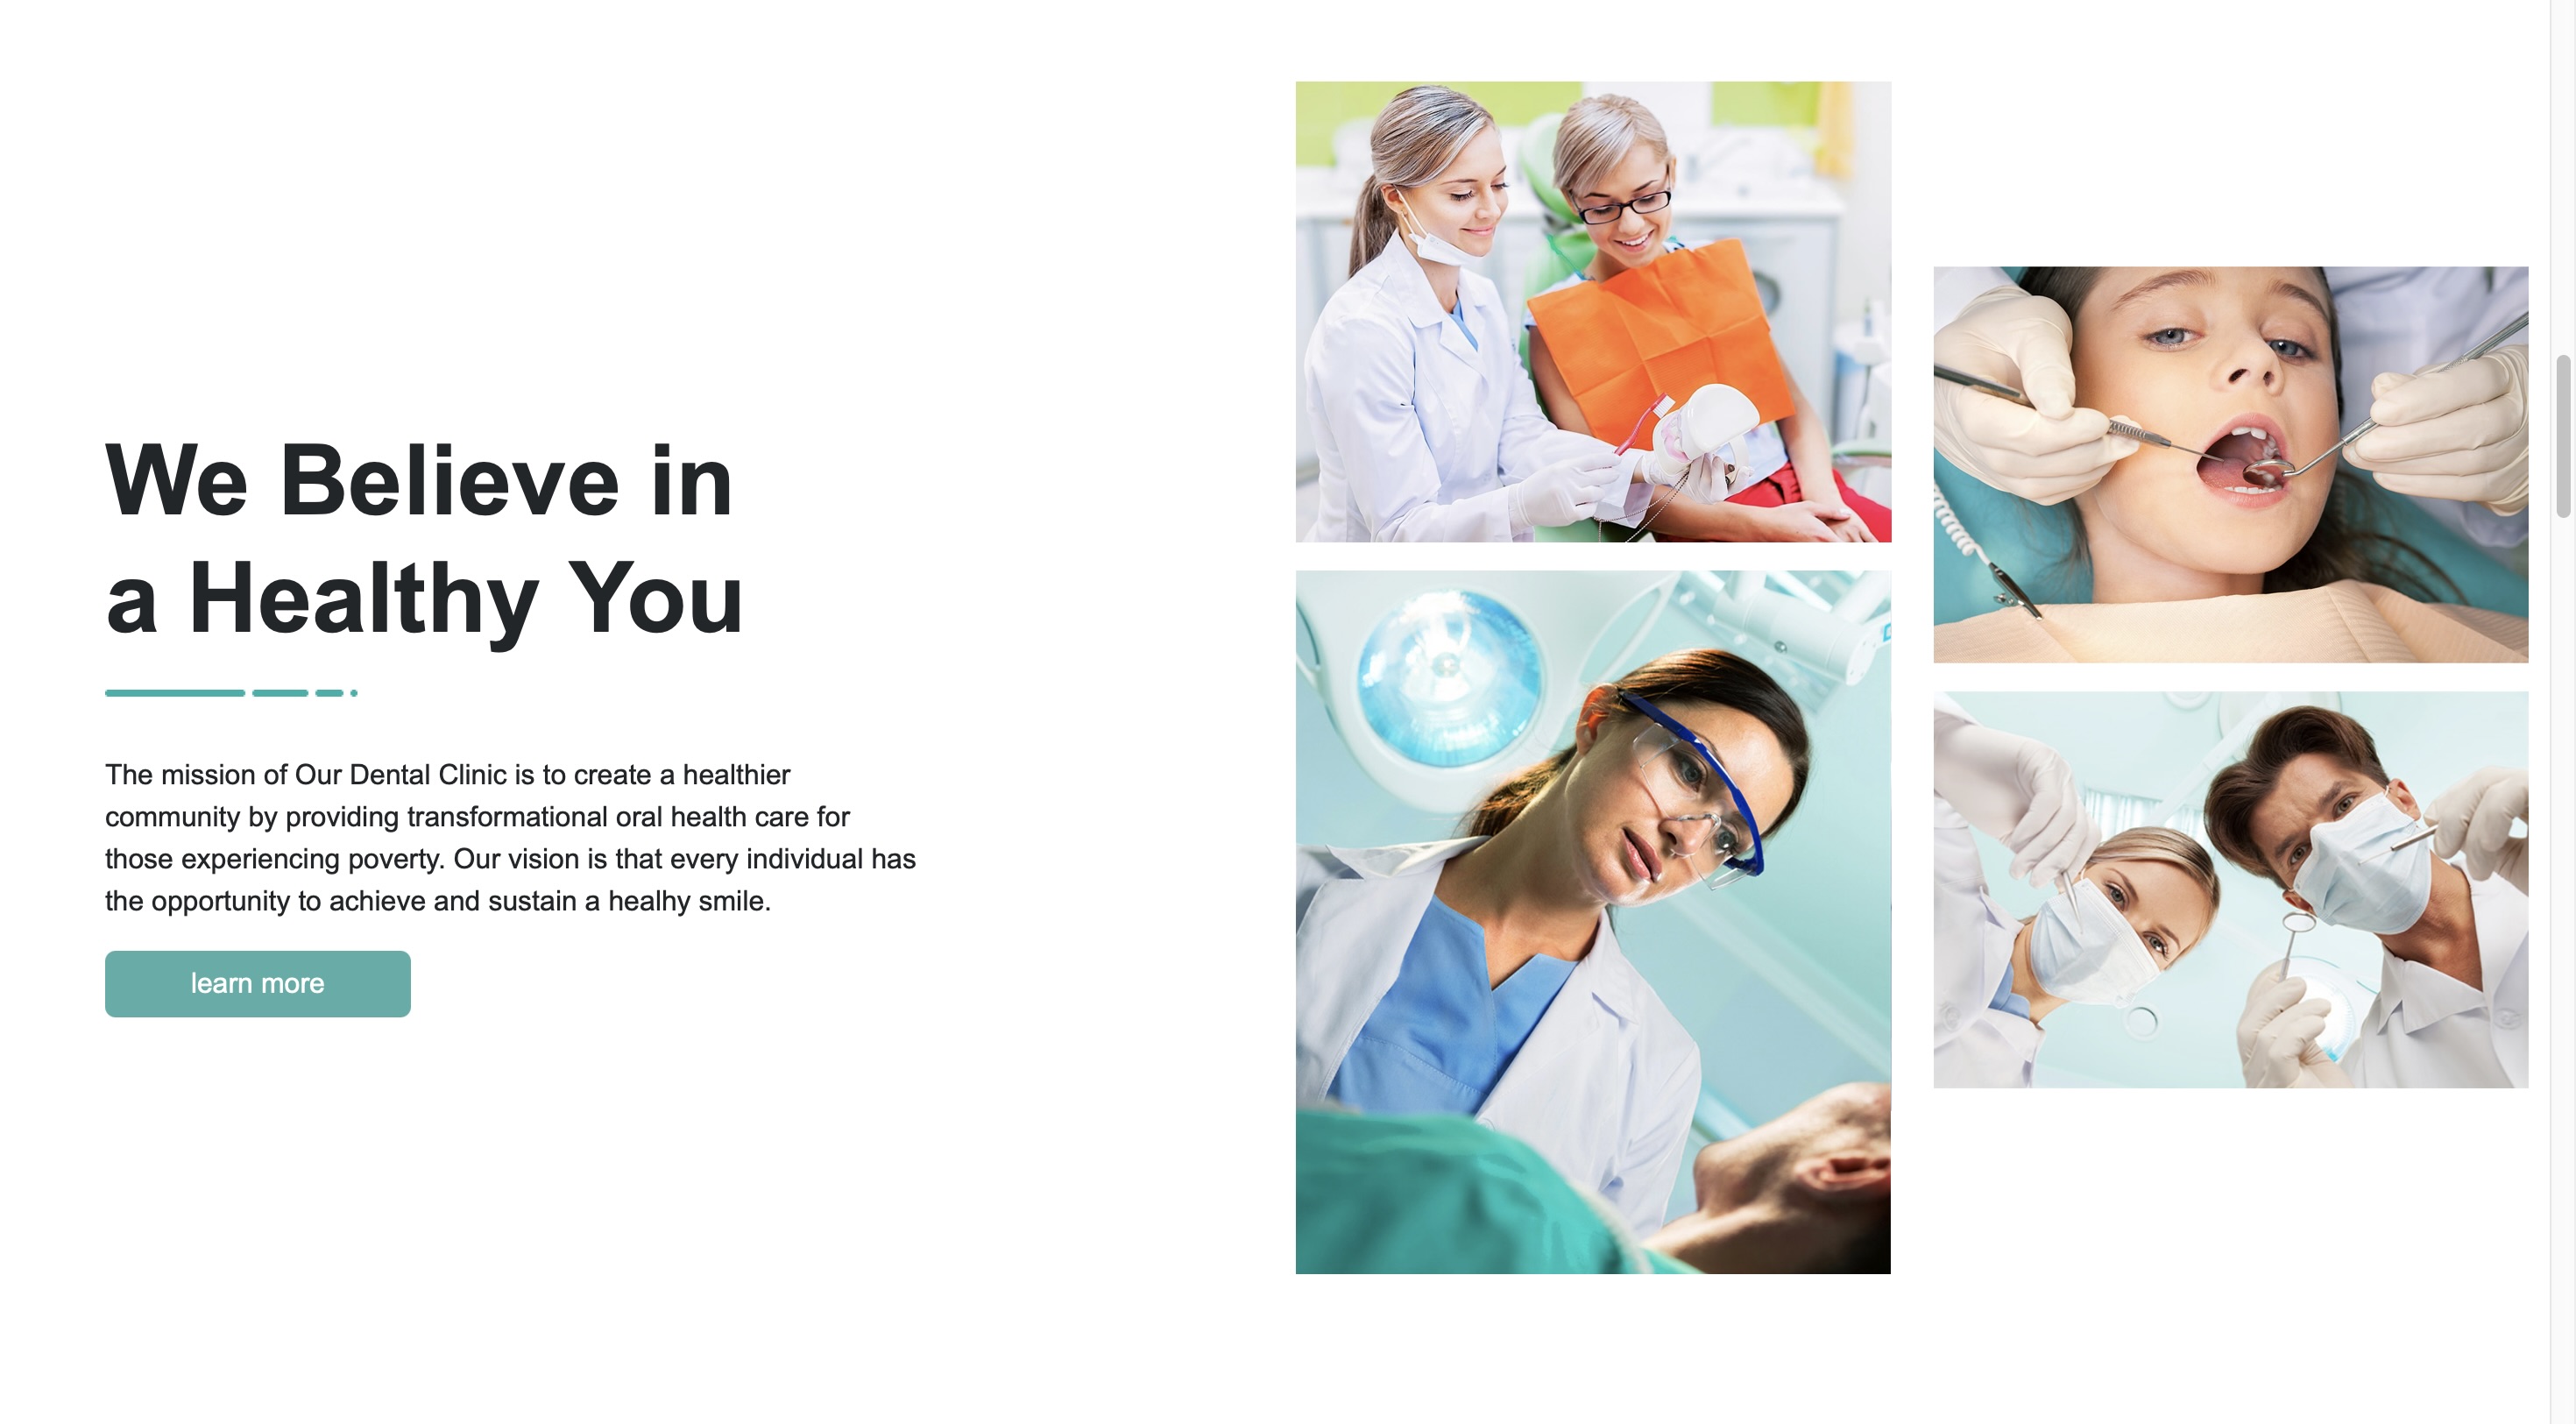 We Believe in
a Healthy You
The mission of Our Dental Clinic is to create a healthier
community by providing transformational oral health care for
those experiencing poverty. Our vision is that every individual has
the opportunity to achieve and sustain a healhy smile.
learn more